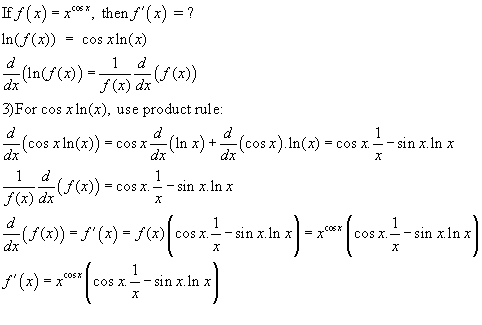 If f(x) = x^(cos x), then f′(x) = ?
ln(f(x)) = cos xln(x)
d/dx (ln(f(x)) = 1/f(x) d/dx (f(x))
3)For cos x ln(x), use product rule:
d/dx (cos x ln(x)) = cos x d/dx (ln x) + d/dx (cos x).ln(x) = cos x. 1/x − sin x.ln x
1/f(x) d/dx (f(x)) = cos x. 1/x − sin x.ln x
d/dx (f(x)) = f′(x) = f(x) (cos x. 1/x − sin x.ln x) = x^(cos x) (cos x. 1/x − sin x.ln x)
f′(x) = x^(cos x) (cos x. 1/x − sin x.ln x)